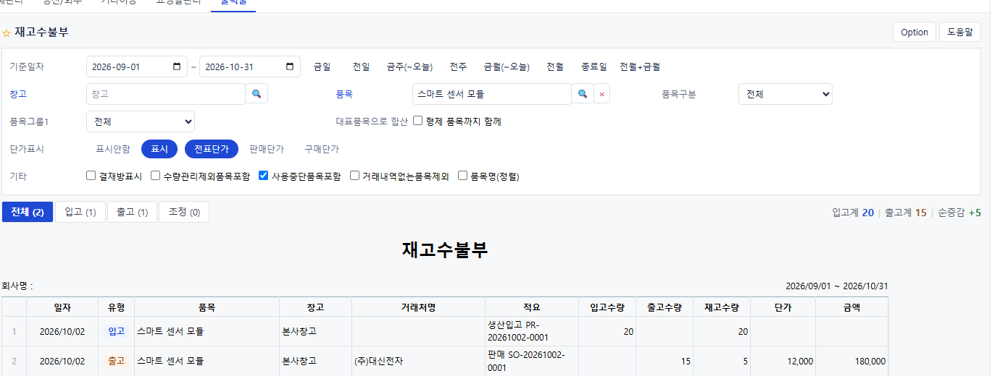 ☆ 재고수불부 Option 도움말
기준일자 2026-09-01 ~ 2026-10-31 금일 전일 금주(~오늘) 전주 금월(~오늘) 전월 종료일 전월+금월
창고 창고 품목 스마트 센서 모듈 × 품목구분 전체
품목그룹1 전체 대표품목으로 합산 형제 품목까지 함께
단가표시 표시안함 표시 전표단가 판매단가 구매단가
기타 결재방표시 수량관리제외품목포함 사용중단품목포함 거래내역없는품목제외 품목명(정렬)
전체 (2) 입고 (1) 출고 (1) 조정 (0) 입고계 20 | 출고계 15 | 순증감 +5
재고수불부
회사명 : 2026/09/01 ~ 2026/10/31
일자 유형 품목 창고 거래처명 적요 입고수량 출고수량 재고수량 단가 금액
1 2026/10/02 입고 스마트 센서 모듈 본사창고 생산입고 PR-
20261002-0001 20 20
2 2026/10/02 출고 스마트 센서 모듈 본사창고 (주)대신전자 판매 SO-20261002-
0001 15 5 12,000 180,000